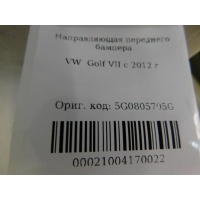 Направляющая переднего
бампера
VW Golf VII с 2012 г
Ориг. код: 5G0805795G
00021004170022